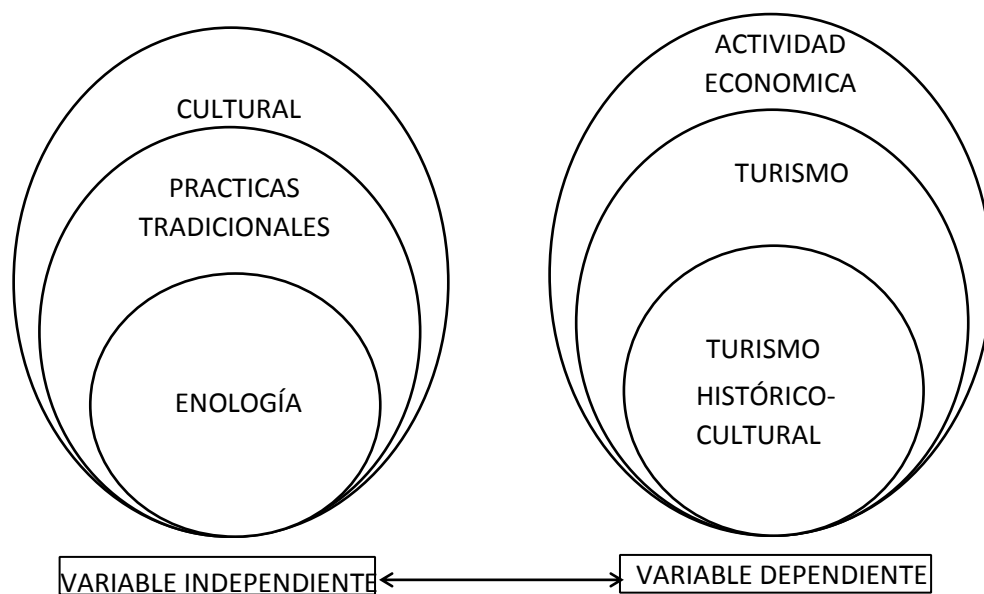 CULTURAL
PRACTICAS
TRADICIONALES
ENOLOGÍA
VARIABLE INDEPENDIENTE
ACTIVIDAD
ECONOMICA
TURISMO
TURISMO
HISTÓRICO-
CULTURAL
VARIABLE DEPENDIENTE